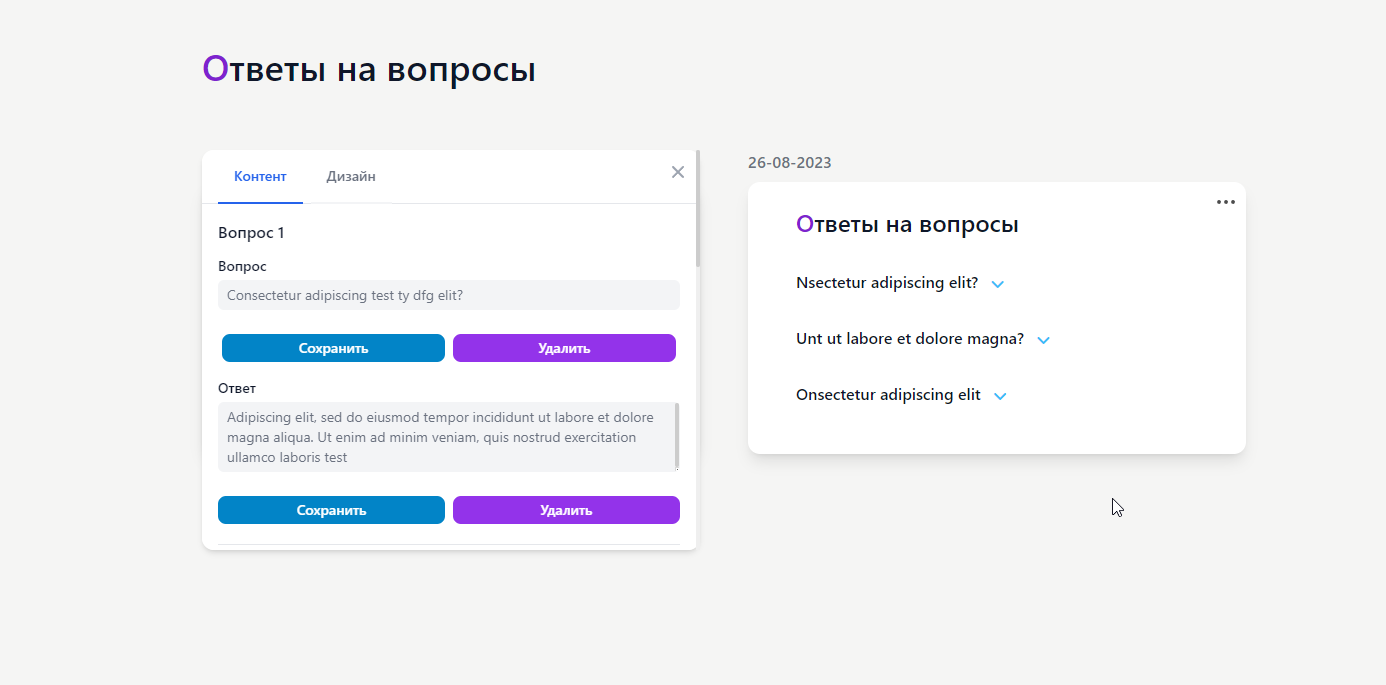 Ответы на вопросы
Контент
Дизайн
Вопрос 1
Вопрос
Consectetur adipiscing test ty dfg elit?
Сохранить
Удалить
Ответ
Adipiscing elit, sed do eiusmod tempor incididunt ut labore et dolore
magna aliqua. Ut enim ad minim veniam, quis nostrud exercitation
ullamco laboris test
Сохранить
Удалить
26-08-2023
Ответы на вопросы
Nsectetur adipiscing elit?
Unt ut labore et dolore magna?
Onsectetur adipiscing elit